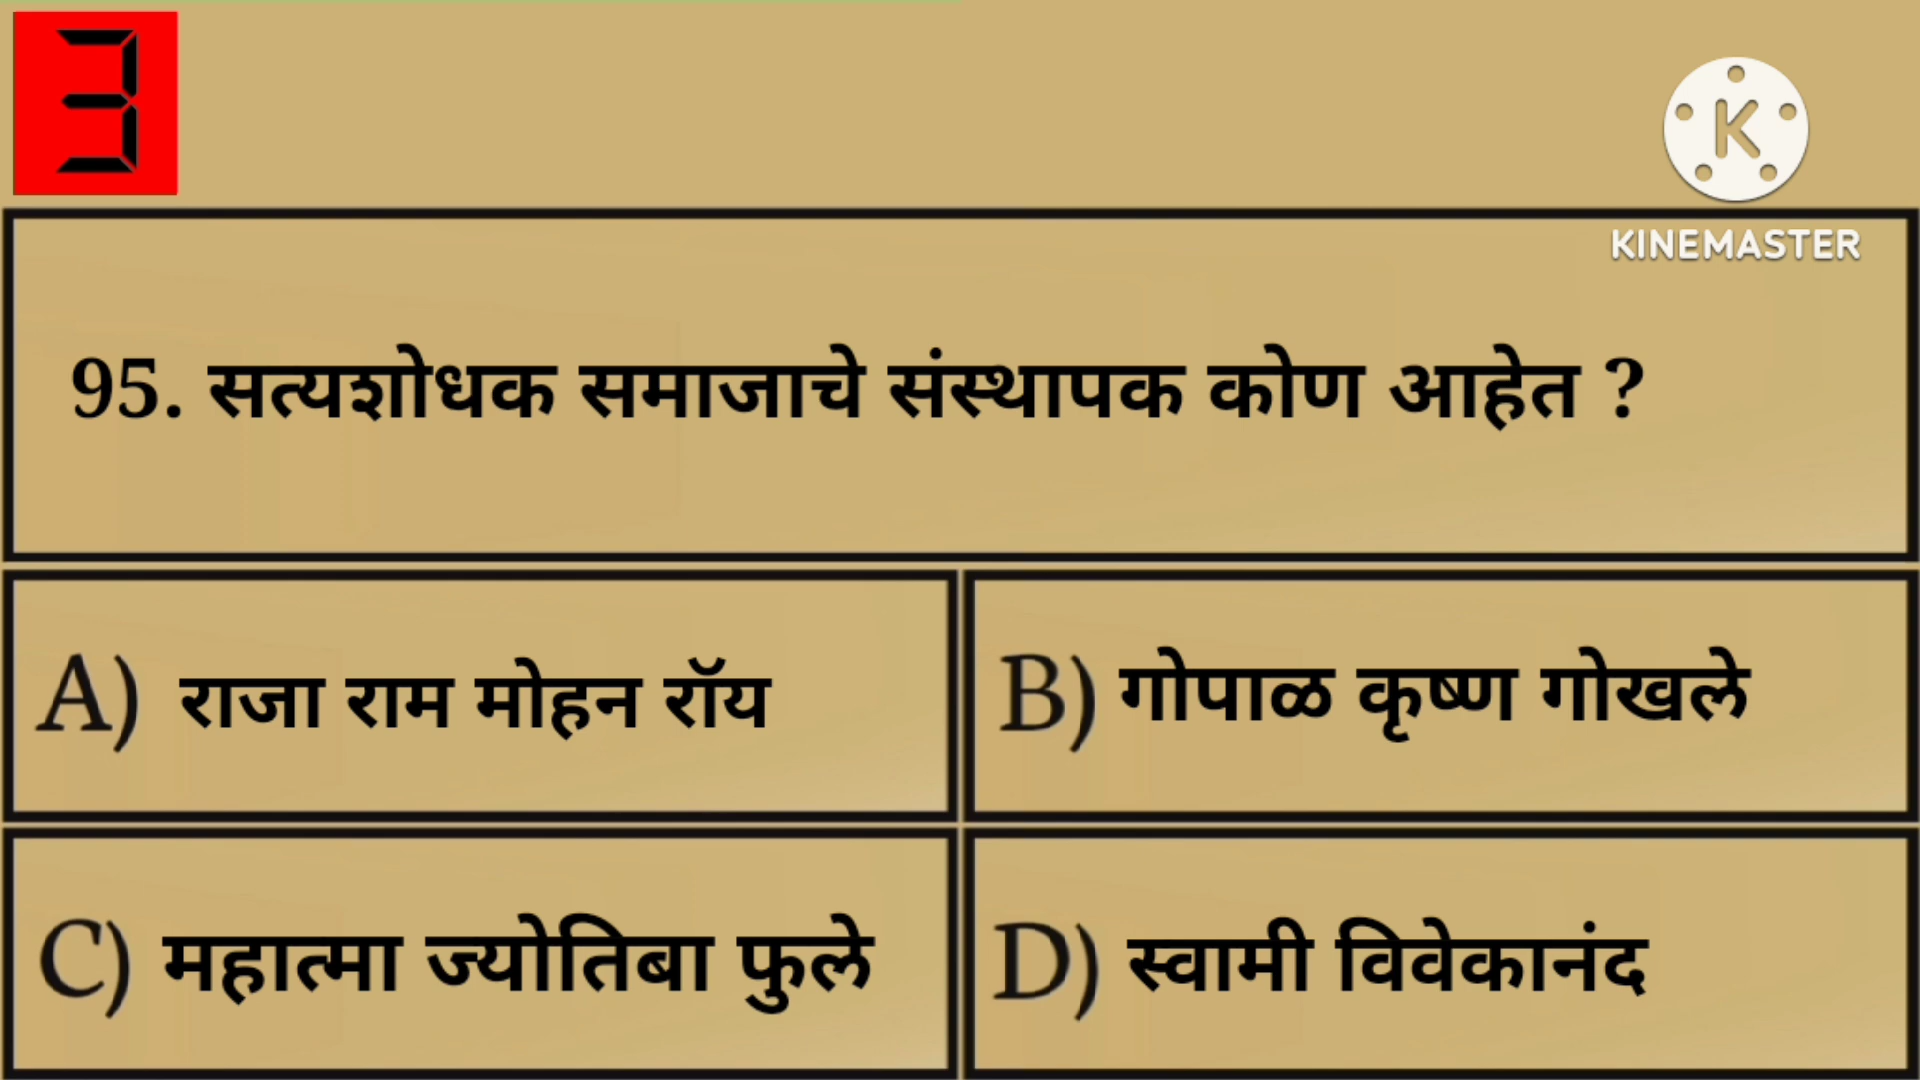 3
K
KINEMASTER
95. सत्यशोधक समाजाचे संस्थापक कोण आहेत ?
A) राजा राम मोहन रॉय
B) गोपाळ कृष्ण गोखले
C) महात्मा ज्योतिबा फुले
D) स्वामी विवेकानंद